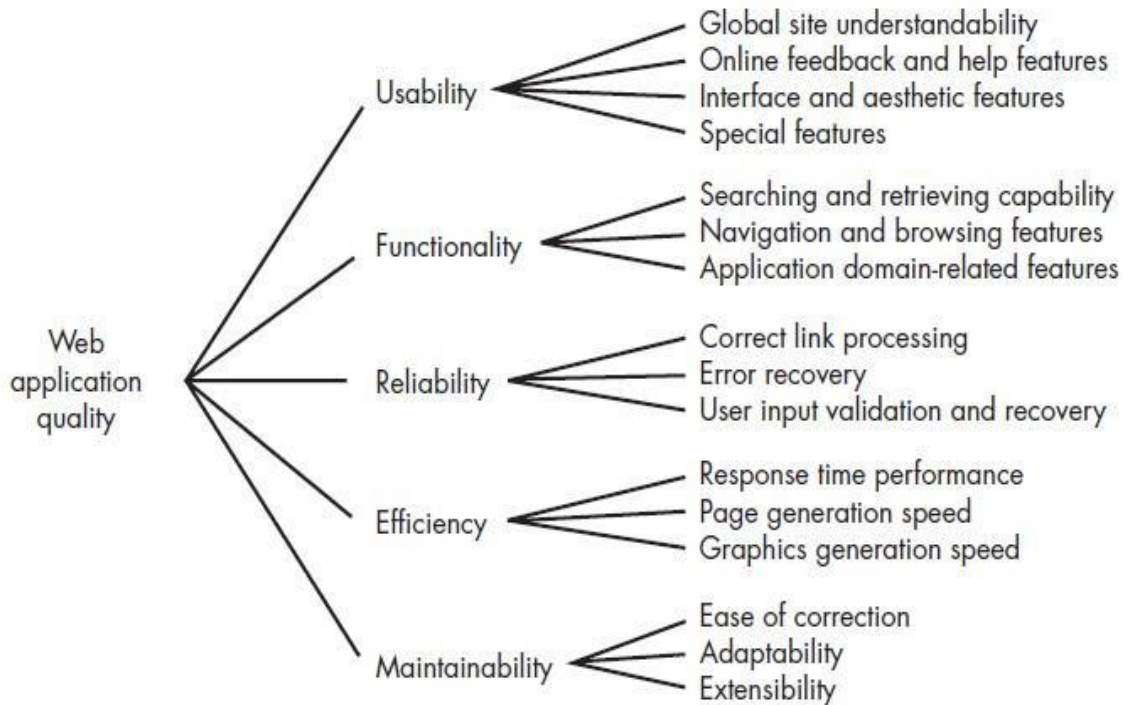 Web
application
quality
Usability
Global site understandability
Online feedback and help features
Interface and aesthetic features
Special features
Functionality
Searching and retrieving capability
Navigation and browsing features
Application domain-related features
Reliability
Correct link processing
Error recovery
User input validation and recovery
Efficiency
Response time performance
Page generation speed
Graphics generation speed
Maintainability
Ease of correction
Adaptability
Extensibility